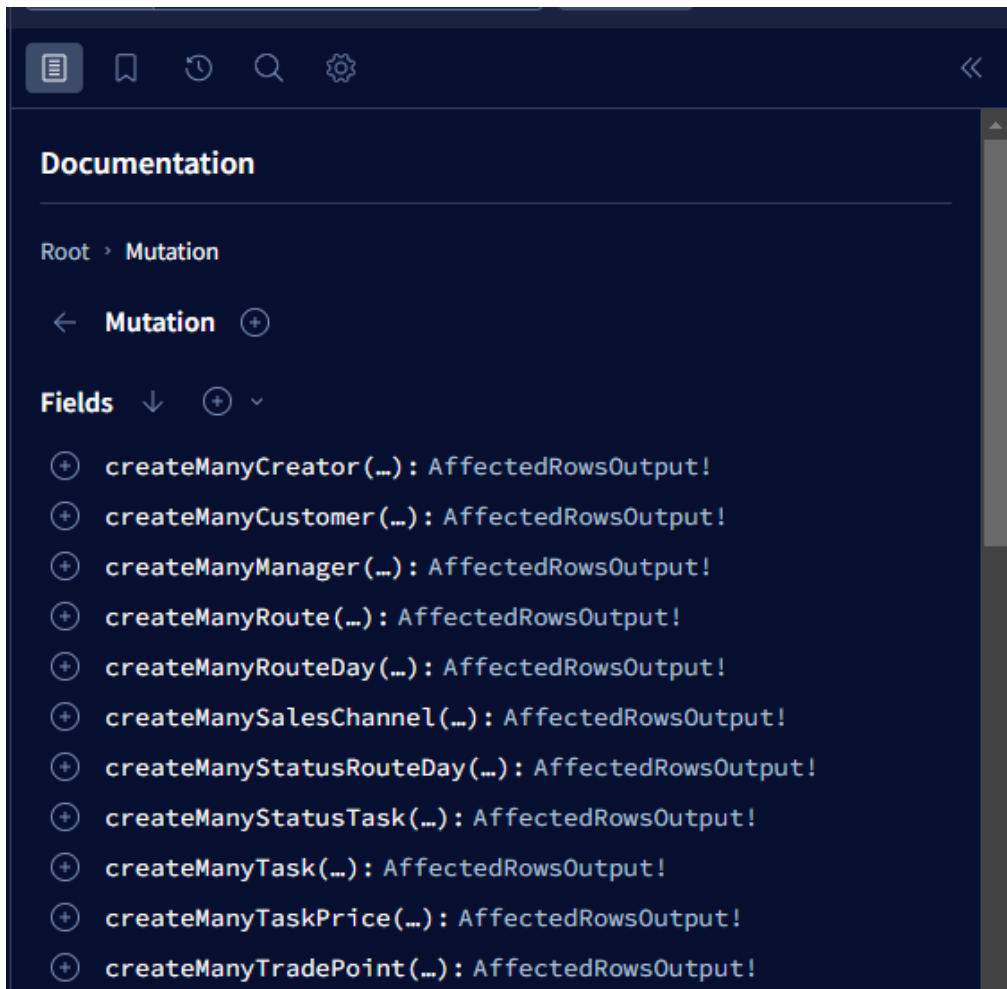 Documentation
Root › Mutation
Mutation
Fields
createManyCreator(…): AffectedRowsOutput!
createManyCustomer(…): AffectedRowsOutput!
createManyManager(…): AffectedRowsOutput!
createManyRoute(…): AffectedRowsOutput!
createManyRouteDay(…): AffectedRowsOutput!
createManySalesChannel(…): AffectedRowsOutput!
createManyStatusRouteDay(…): AffectedRowsOutput!
createManyStatusTask(…): AffectedRowsOutput!
createManyTask(…): AffectedRowsOutput!
createManyTaskPrice(…): AffectedRowsOutput!
createManyTradePoint(…): AffectedRowsOutput!